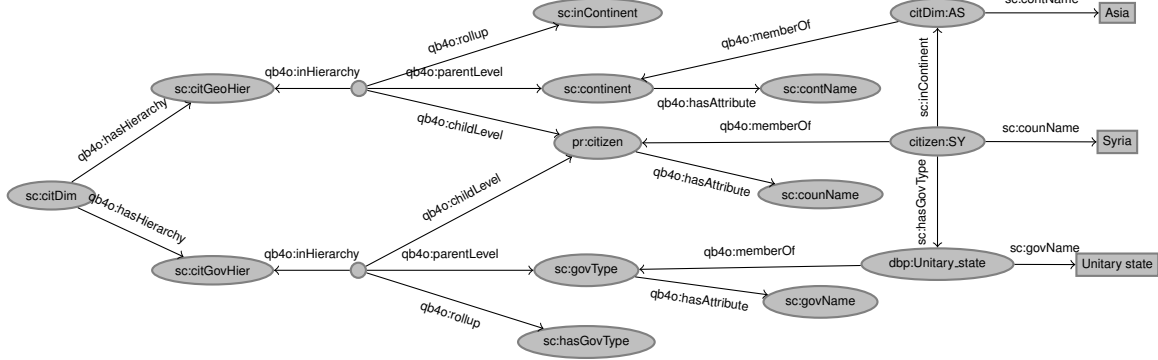 sc:inContinent
citDim:AS
sc:contName
Asia
qb4o:rollup
qb4o:memberOf
qb4o:inHierarchy
qb4o:parentLevel
sc:citGeoHier
sc:continent
sc:contName
qb4o:hasAttribute
sc:inContinent
qb4o:hasHierarchy
qb4o:childLevel
qb4o:memberOf
pr:citizen
citizen:SY
sc:counName
Syria
qb4o:hasAttribute
sc:counName
sc:citDim
qb4o:childLevel
sc:hasGovType
qb4o:hasHierarchy
qb4o:inHierarchy
qb4o:parentLevel
qb4o:memberOf
sc:govName
sc:citGovHier
sc:govType
dbp:Unitary_state
Unitary state
qb4o:hasAttribute
sc:govName
qb4o:rollup
sc:hasGovType